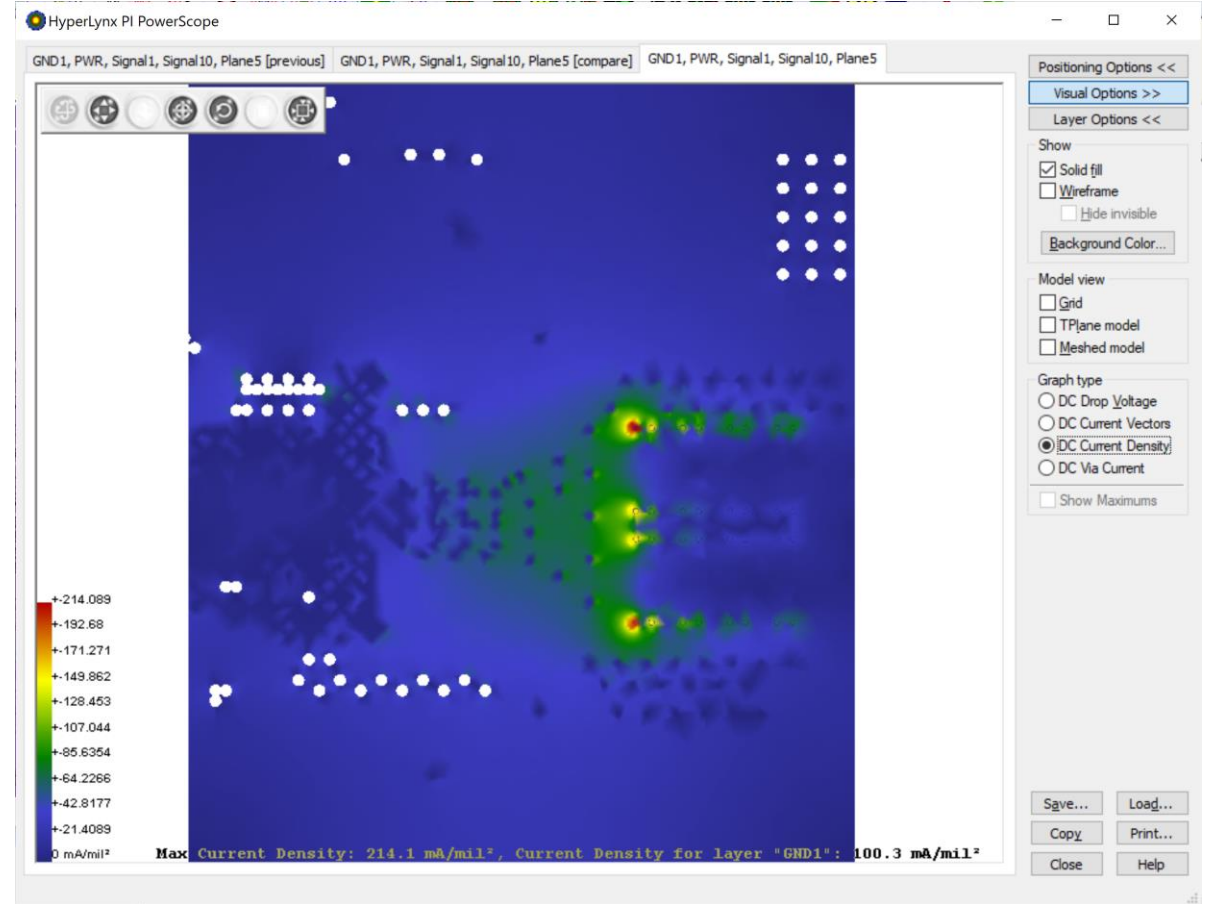 HyperLynx PI PowerScope
GND1, PWR, Signal1, Signal10, Plane5 [previous]
GND1, PWR, Signal1, Signal10, Plane5 [compare]
GND1, PWR, Signal1, Signal10, Plane5
Positioning Options <<
Visual Options >>
Layer Options <<
Show
Solid fill
Wireframe
Hide invisible
Background Color...
Model view
Grid
TPlane model
Meshed model
Graph type
DC Drop Voltage
DC Current Vectors
DC Current Density
DC Via Current
Show Maximums
+-214.089
+-192.68
+-171.271
+-149.862
+-128.453
+-107.044
+-85.6354
+-64.2266
+-42.8177
+-21.4089
0 mA/mil²
Max Current Density: 214.1 mA/mil², Current Density for layer "GND1": 100.3 mA/mil²
Save...
Load...
Copy
Print...
Close
Help